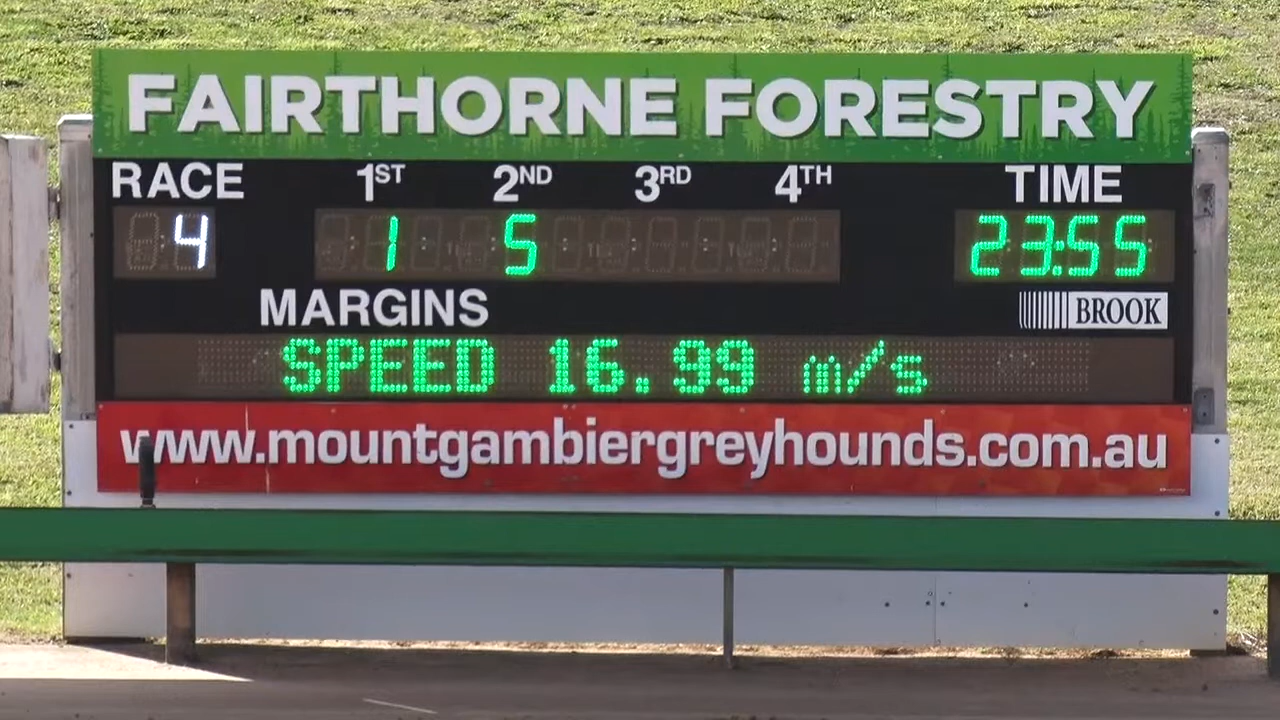 FAIRTHORNE FORESTRY
RACE 1ST 2ND 3RD 4TH TIME
4 1 5 23:55
MARGINS BROOK
SPEED 16.99 m/s
www.mountgambiergreyhounds.com.au